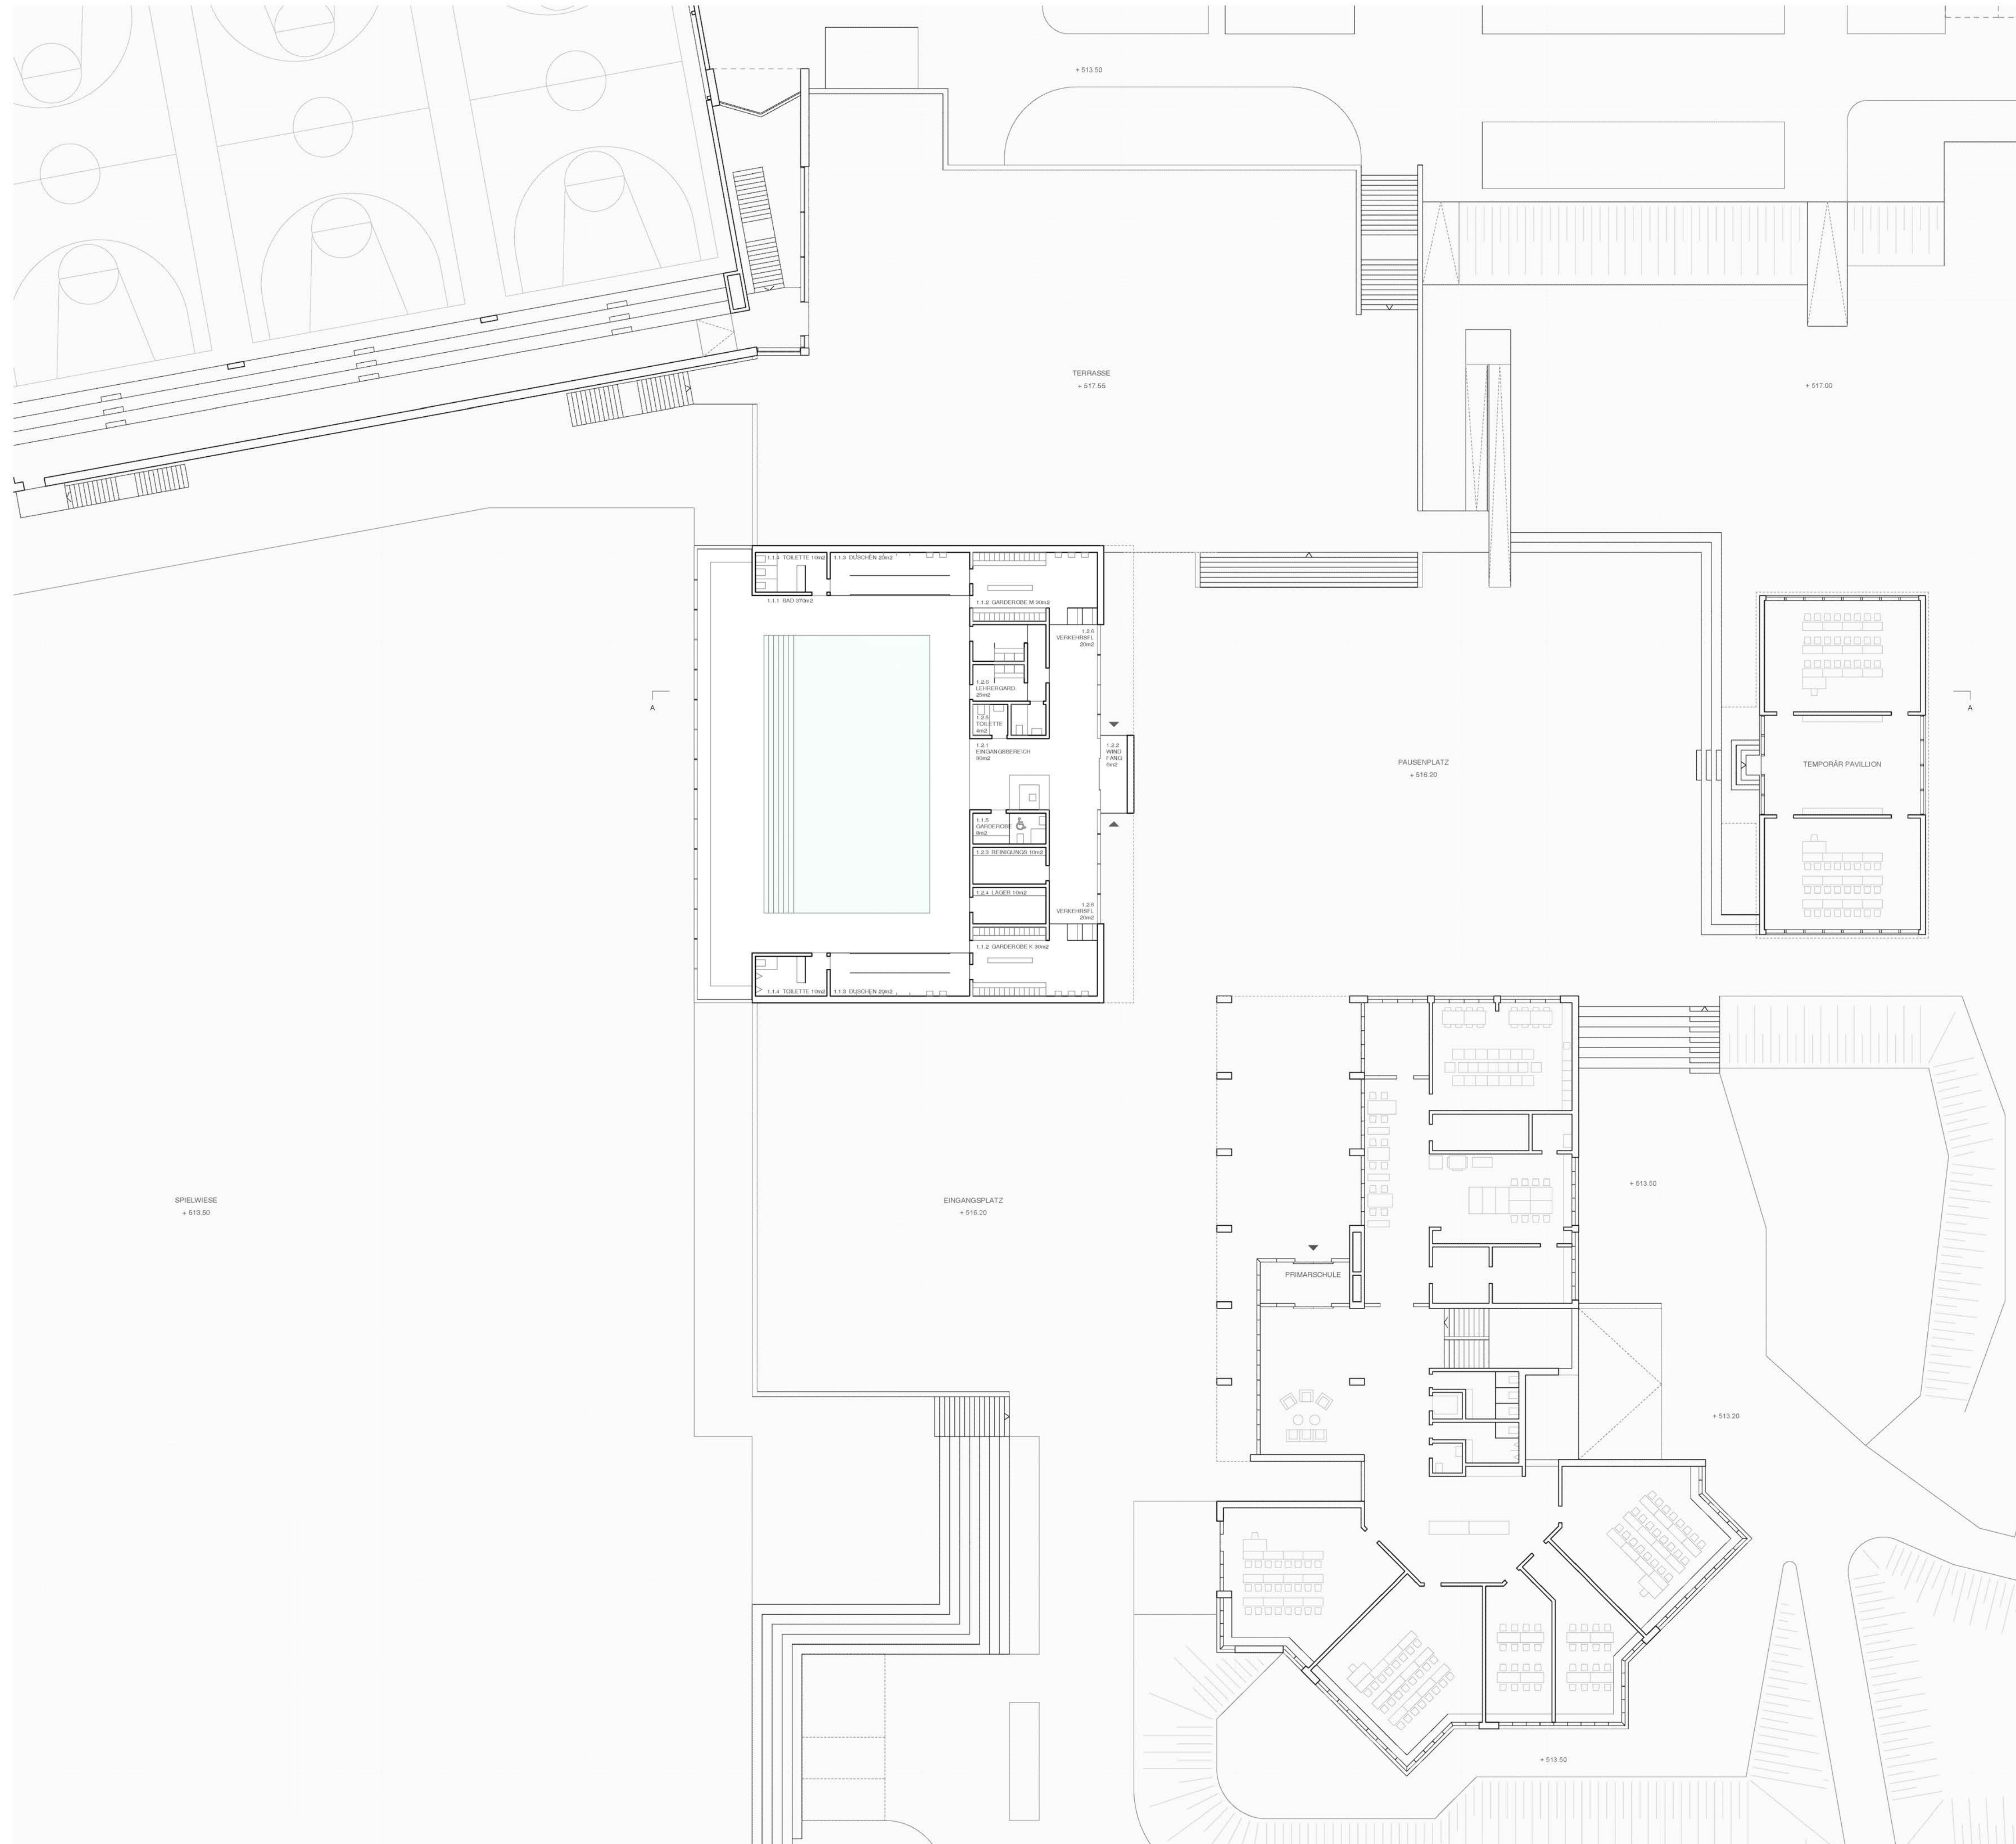 + 513.50
TERRASSE
+ 517.55
+ 517.00
1.1.4 TOILETTE 10m2
1.1.3 DUSCHEN 20m2
1.1.1 BAD 370m2
1.1.2 GARDEROBE M 30m2
1.2.6
VERKEHRSFL
20m2
1.2.6
LEHRERGARD.
25m2
1.2.5
TOILETTE
4m2
1.2.1
EINGANGSBEREICH
30m2
1.2.2
WIND
FANG
6m2
A
A
PAUSENPLATZ
+ 516.20
TEMPORÄR PAVILLION
1.1.5
GARDEROBE
8m2
1.2.3 REINIGUNGS 10m2
1.2.4 LAGER 10m2
1.2.6
VERKEHRSFL
20m2
1.1.2 GARDEROBE K 30m2
1.1.4 TOILETTE 10m2
1.1.3 DUSCHEN 20m2
SPIELWIESE
+ 513.50
EINGANGSPLATZ
+ 516.20
+ 513.50
PRIMARSCHULE
+ 513.20
+ 513.50